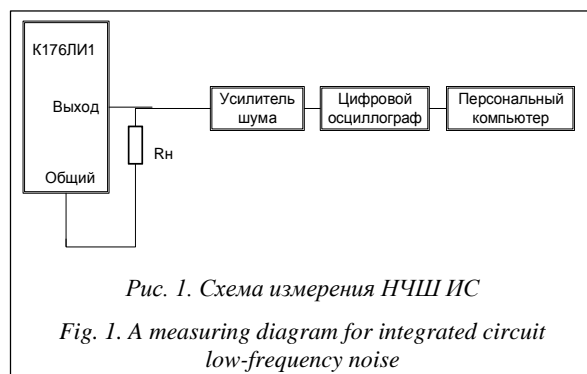 К176ЛИ1
Выход
Общий
Rн
Усилитель
шума
Цифровой
осциллограф
Персональный
компьютер
Рис. 1. Схема измерения НЧШ ИС
Fig. 1. A measuring diagram for integrated circuit
low-frequency noise